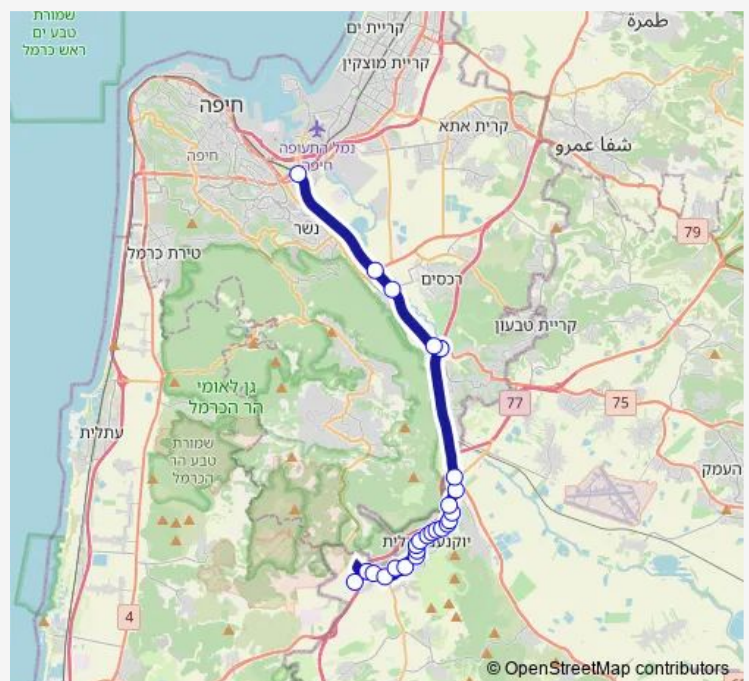 שמורת
טבע ים
ראש כרמל
טמרה
קריית ים
קריית מוצקין
חיפה
קרית אתא
שפא עמרו
חיפה
נמל התעופה
חיפה
נשר
79
טירת כרמל
רכסים
קריית טבעון
גן לאומי
הר הכרמל
77
75
עתלית
שמורת
טבע הר
הכרמל
העמק
4
© OpenStreetMap contributors